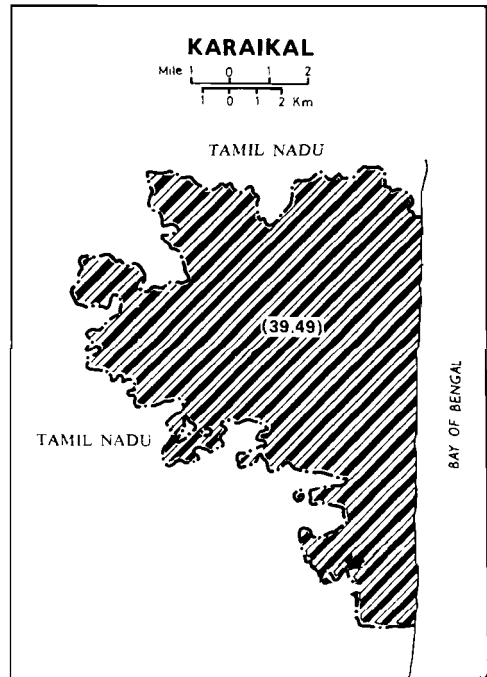 KARAIKAL
Mile 1 0 1 2
1 0 1 2 Km
TAMIL NADU
(39.49)
BAY OF BENGAL
TAMIL NADU